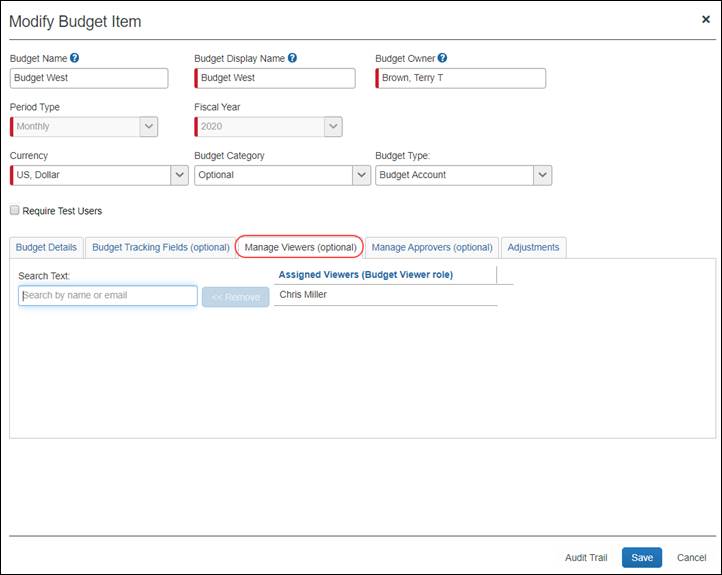 Modify Budget Item ×
Budget Name ? Budget Display Name ? Budget Owner ?
Budget West Budget West Brown, Terry T
Period Type Fiscal Year
Monthly 2020
Currency Budget Category Budget Type:
US, Dollar Optional Budget Account
Require Test Users
Budget Details Budget Tracking Fields (optional) Manage Viewers (optional) Manage Approvers (optional) Adjustments
Search Text: Assigned Viewers (Budget Viewer role)
Search by name or email << Remove Chris Miller
Audit Trail Save Cancel